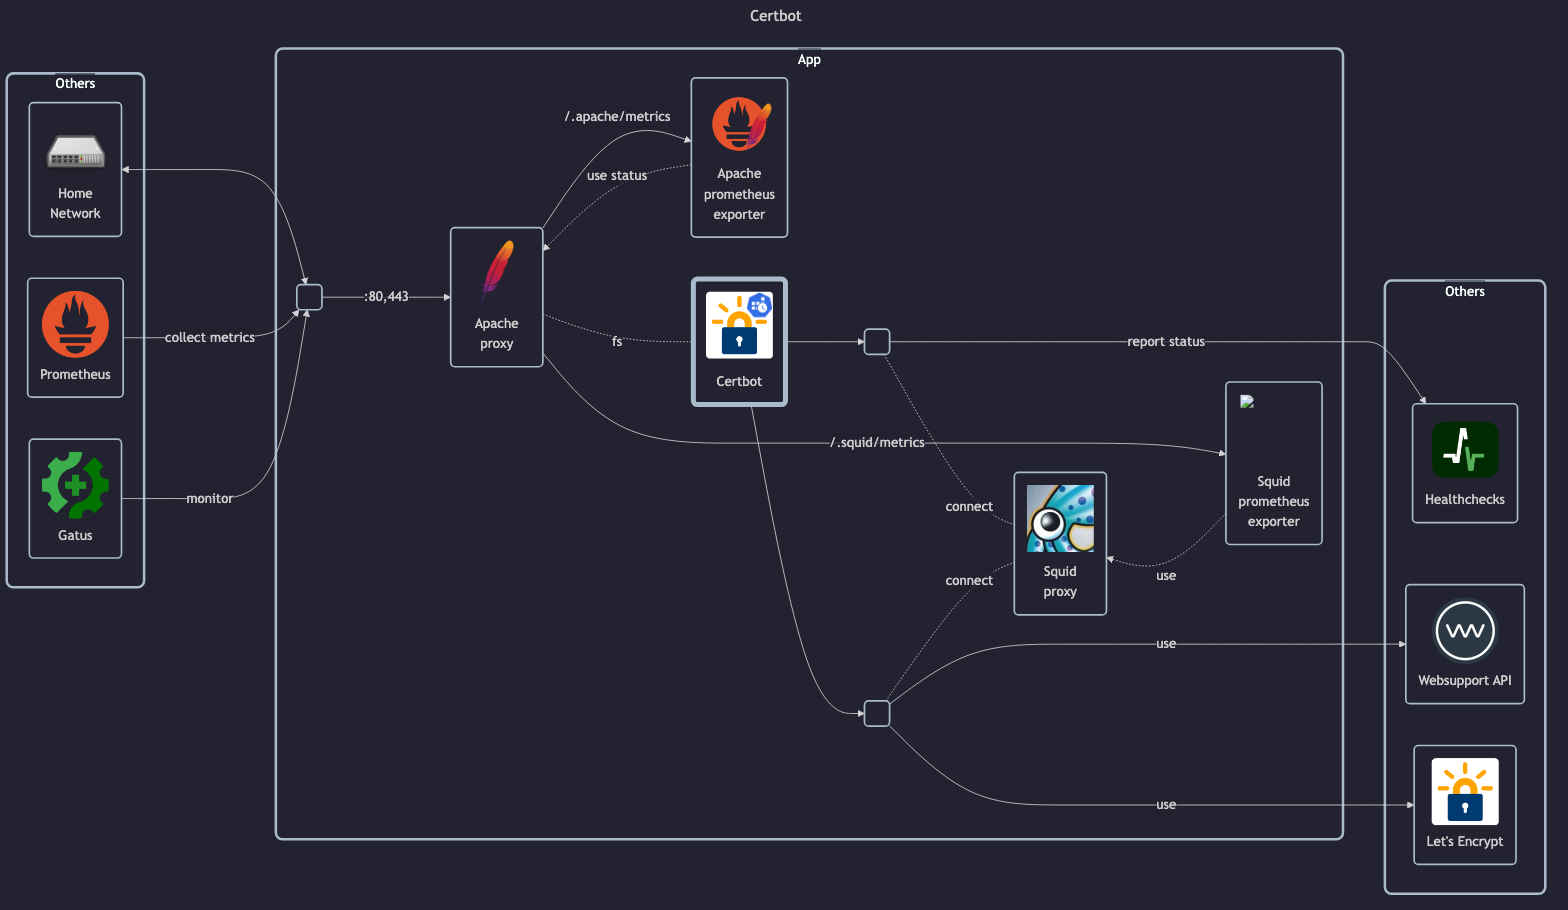 Certbot
App
Others
Home
Network
Prometheus
Gatus
collect metrics
monitor
:80,443
Apache
proxy
/.apache/metrics
use status
Apache
prometheus
exporter
fs
Certbot
/.squid/metrics
report status
connect
connect
Squid
proxy
use
Squid
prometheus
exporter
use
use
Others
Healthchecks
Websupport API
Let's Encrypt